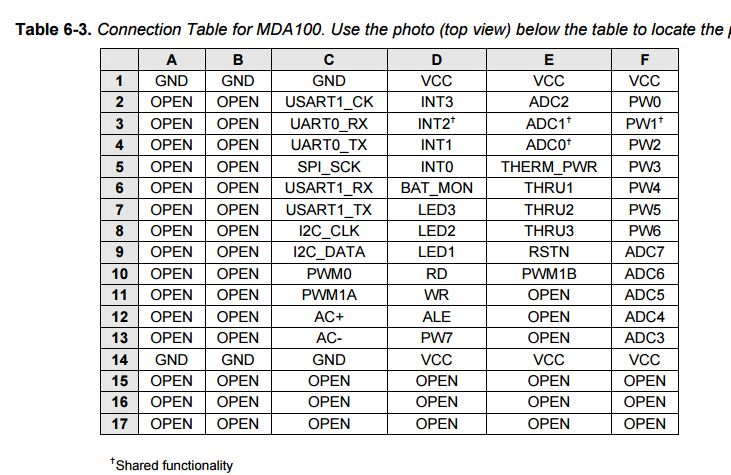 Table 6-3. Connection Table for MDA100. Use the photo (top view) below the table to locate the
A B C D E F
1 GND GND GND VCC VCC VCC
2 OPEN OPEN USART1_CK INT3 ADC2 PW0
3 OPEN OPEN UART0_RX INT2† ADC1† PW1†
4 OPEN OPEN UART0_TX INT1 ADC0† PW2
5 OPEN OPEN SPI_SCK INT0 THERM_PWR PW3
6 OPEN OPEN USART1_RX BAT_MON THRU1 PW4
7 OPEN OPEN USART1_TX LED3 THRU2 PW5
8 OPEN OPEN I2C_CLK LED2 THRU3 PW6
9 OPEN OPEN I2C_DATA LED1 RSTN ADC7
10 OPEN OPEN PWM0 RD PWM1B ADC6
11 OPEN OPEN PWM1A WR OPEN ADC5
12 OPEN OPEN AC+ ALE OPEN ADC4
13 OPEN OPEN AC- PW7 OPEN ADC3
14 GND GND GND VCC VCC VCC
15 OPEN OPEN OPEN OPEN OPEN OPEN
16 OPEN OPEN OPEN OPEN OPEN OPEN
17 OPEN OPEN OPEN OPEN OPEN OPEN
†Shared functionality